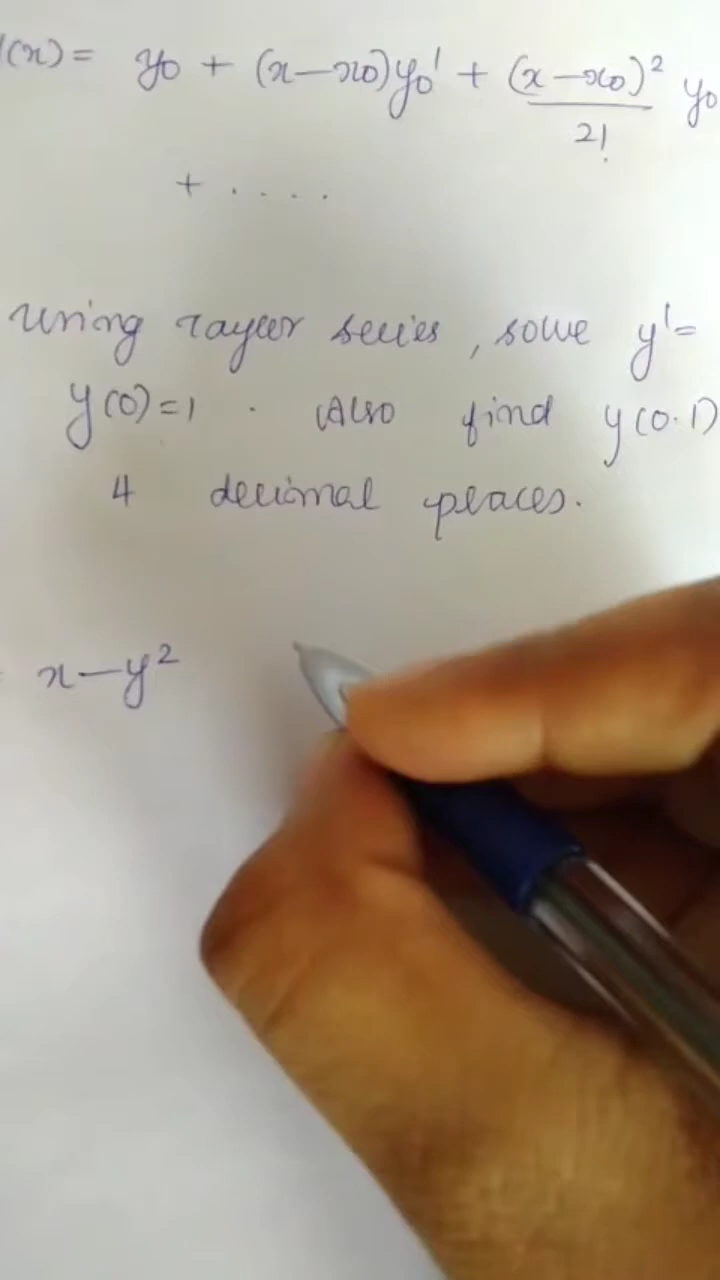 (x) = y₀ + (x-x₀)y₀' + (x-x₀)²/2! y₀
+ ....
Using Taylor series, solve y' =
y(0)=1 . Also find y(0.1)
4 decimal places.
x-y²